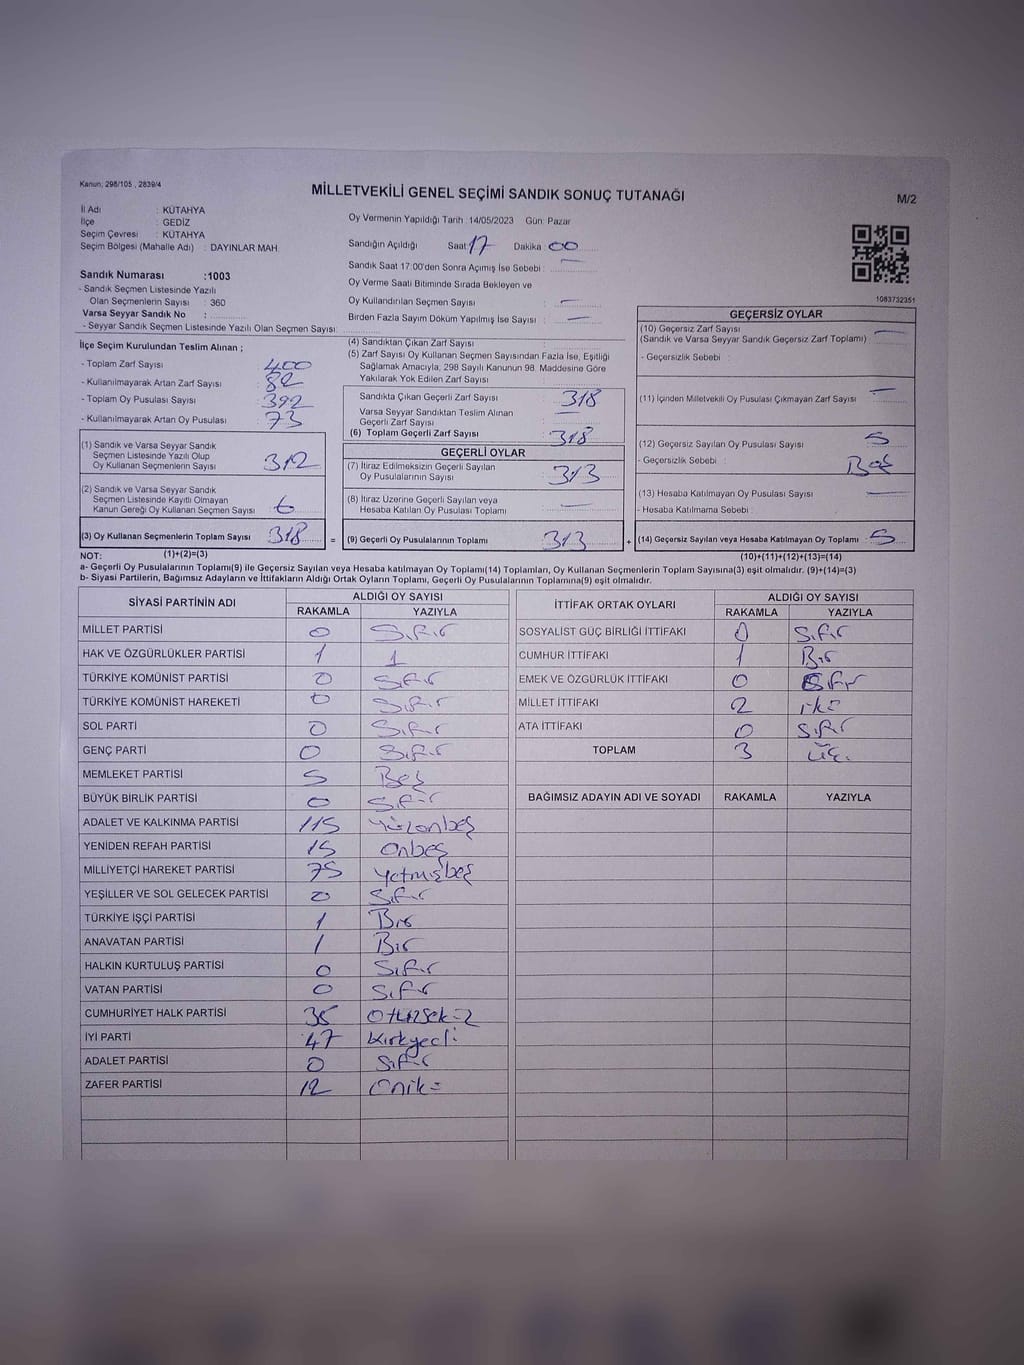 Kanun; 298/105 , 2839/4
MİLLETVEKİLİ GENEL SEÇİMİ SANDIK SONUÇ TUTANAĞI
M/2
İl Adı : KÜTAHYA
İlçe : GEDİZ
Seçim Çevresi : KÜTAHYA
Seçim Bölgesi (Mahalle Adı) : DAYINLAR MAH.
Sandık Numarası :1003
- Sandık Seçmen Listesinde Yazılı
Olan Seçmenlerin Sayısı : 360
Varsa Seyyar Sandık No :
- Seyyar Sandık Seçmen Listesinde Yazılı Olan Seçmen Sayısı:
Oy Vermenin Yapıldığı Tarih :14/05/2023 Gün: Pazar
Sandığın Açıldığı Saat: 17 Dakika : 00
Sandık Saat 17:00'den Sonra Açımış İse Sebebi : —
Oy Verme Saati Bitiminde Sırada Bekleyen ve
Oy Kullandırılan Seçmen Sayısı : —
Birden Fazla Sayım Döküm Yapılmış İse Sayısı : —
1083732351
İlçe Seçim Kurulundan Teslim Alınan ;
- Toplam Zarf Sayısı : 400
- Kullanılmayarak Artan Zarf Sayısı : 82
- Toplam Oy Pusulası Sayısı : 392
- Kullanılmayarak Artan Oy Pusulası : 73
(1) Sandık ve Varsa Seyyar Sandık
Seçmen Listesinde Yazılı Olup
Oy Kullanan Seçmenlerin Sayısı : 312
(2) Sandık ve Varsa Seyyar Sandık
Seçmen Listesinde Kayıtlı Olmayan
Kanun Gereği Oy Kullanan Seçmen Sayısı : 6
(3) Oy Kullanan Seçmenlerin Toplam Sayısı : 318
(4) Sandıktan Çıkan Zarf Sayısı :
(5) Zarf Sayısı Oy Kullanan Seçmen Sayısından Fazla İse, Eşitliği
Sağlamak Amacıyla, 298 Sayılı Kanunun 98. Maddesine Göre
Yakılarak Yok Edilen Zarf Sayısı :
Sandıkta Çıkan Geçerli Zarf Sayısı : 318
Varsa Seyyar Sandıktan Teslim Alınan
Geçerli Zarf Sayısı : —
(6) Toplam Geçerli Zarf Sayısı : 318
GEÇERLİ OYLAR
(7) İtiraz Edilmeksizin Geçerli Sayılan
Oy Pusulalarının Sayısı : 313
(8) İtiraz Üzerine Geçerli Sayılan veya
Hesaba Katılan Oy Pusulası Toplamı : —
= (9) Geçerli Oy Pusulalarının Toplamı : 313
GEÇERSİZ OYLAR
(10) Geçersiz Zarf Sayısı : —
(Sandık ve Varsa Seyyar Sandık Geçersiz Zarf Toplamı)
- Geçersizlik Sebebi :
(11) İçinden Milletvekili Oy Pusulası Çıkmayan Zarf Sayısı : —
(12) Geçersiz Sayılan Oy Pusulası Sayısı : 5
- Geçersizlik Sebebi : Boş
(13) Hesaba Katılmayan Oy Pusulası Sayısı : —
- Hesaba Katılmama Sebebi :
+ (14) Geçersiz Sayılan veya Hesaba Katılmayan Oy Toplamı : 5
NOT: (1)+(2)=(3)
(10)+(11)+(12)+(13)=(14)
a- Geçerli Oy Pusulalarının Toplamı(9) ile Geçersiz Sayılan veya Hesaba Katılmayan Oy Toplamı(14) Toplamları, Oy Kullanan Seçmenlerin Toplam Sayısına(3) eşit olmalıdır. (9)+(14)=(3)
b- Siyasi Partilerin, Bağımsız Adayların ve İttifakların Aldığı Ortak Oyların Toplamı, Geçerli Oy Pusulalarının Toplamına(9) eşit olmalıdır.
SİYASİ PARTİNİN ADI ALDIĞI OY SAYISI
RAKAMLA YAZIYLA
MİLLET PARTİSİ 0 Sıfır
HAK VE ÖZGÜRLÜKLER PARTİSİ 1 1
TÜRKİYE KOMÜNİST PARTİSİ 0 Sıfır
TÜRKİYE KOMÜNİST HAREKETİ 0 Sıfır
SOL PARTİ 0 Sıfır
GENÇ PARTİ 0 Sıfır
MEMLEKET PARTİSİ 5 Beş
BÜYÜK BİRLİK PARTİSİ 0 Sıfır
ADALET VE KALKINMA PARTİSİ 115 Yüzonbeş
YENİDEN REFAH PARTİSİ 15 Onbeş
MİLLİYETÇİ HAREKET PARTİSİ 75 Yetmişbeş
YEŞİLLER VE SOL GELECEK PARTİSİ 0 Sıfır
TÜRKİYE İŞÇİ PARTİSİ 1 Bir
ANAVATAN PARTİSİ 1 Bir
HALKIN KURTULUŞ PARTİSİ 0 Sıfır
VATAN PARTİSİ 0 Sıfır
CUMHURİYET HALK PARTİSİ 38 Otuzsekiz
İYİ PARTİ 47 Kırkyedi
ADALET PARTİSİ 0 Sıfır
ZAFER PARTİSİ 12 Oniki
İTTİFAK ORTAK OYLARI ALDIĞI OY SAYISI
RAKAMLA YAZIYLA
SOSYALİST GÜÇ BİRLİĞİ İTTİFAKI 0 Sıfır
CUMHUR İTTİFAKI 1 Bir
EMEK VE ÖZGÜRLÜK İTTİFAKI 0 Sıfır
MİLLET İTTİFAKI 2 iki
ATA İTTİFAKI 0 Sıfır
TOPLAM 3 Üç.
BAĞIMSIZ ADAYIN ADI VE SOYADI RAKAMLA YAZIYLA